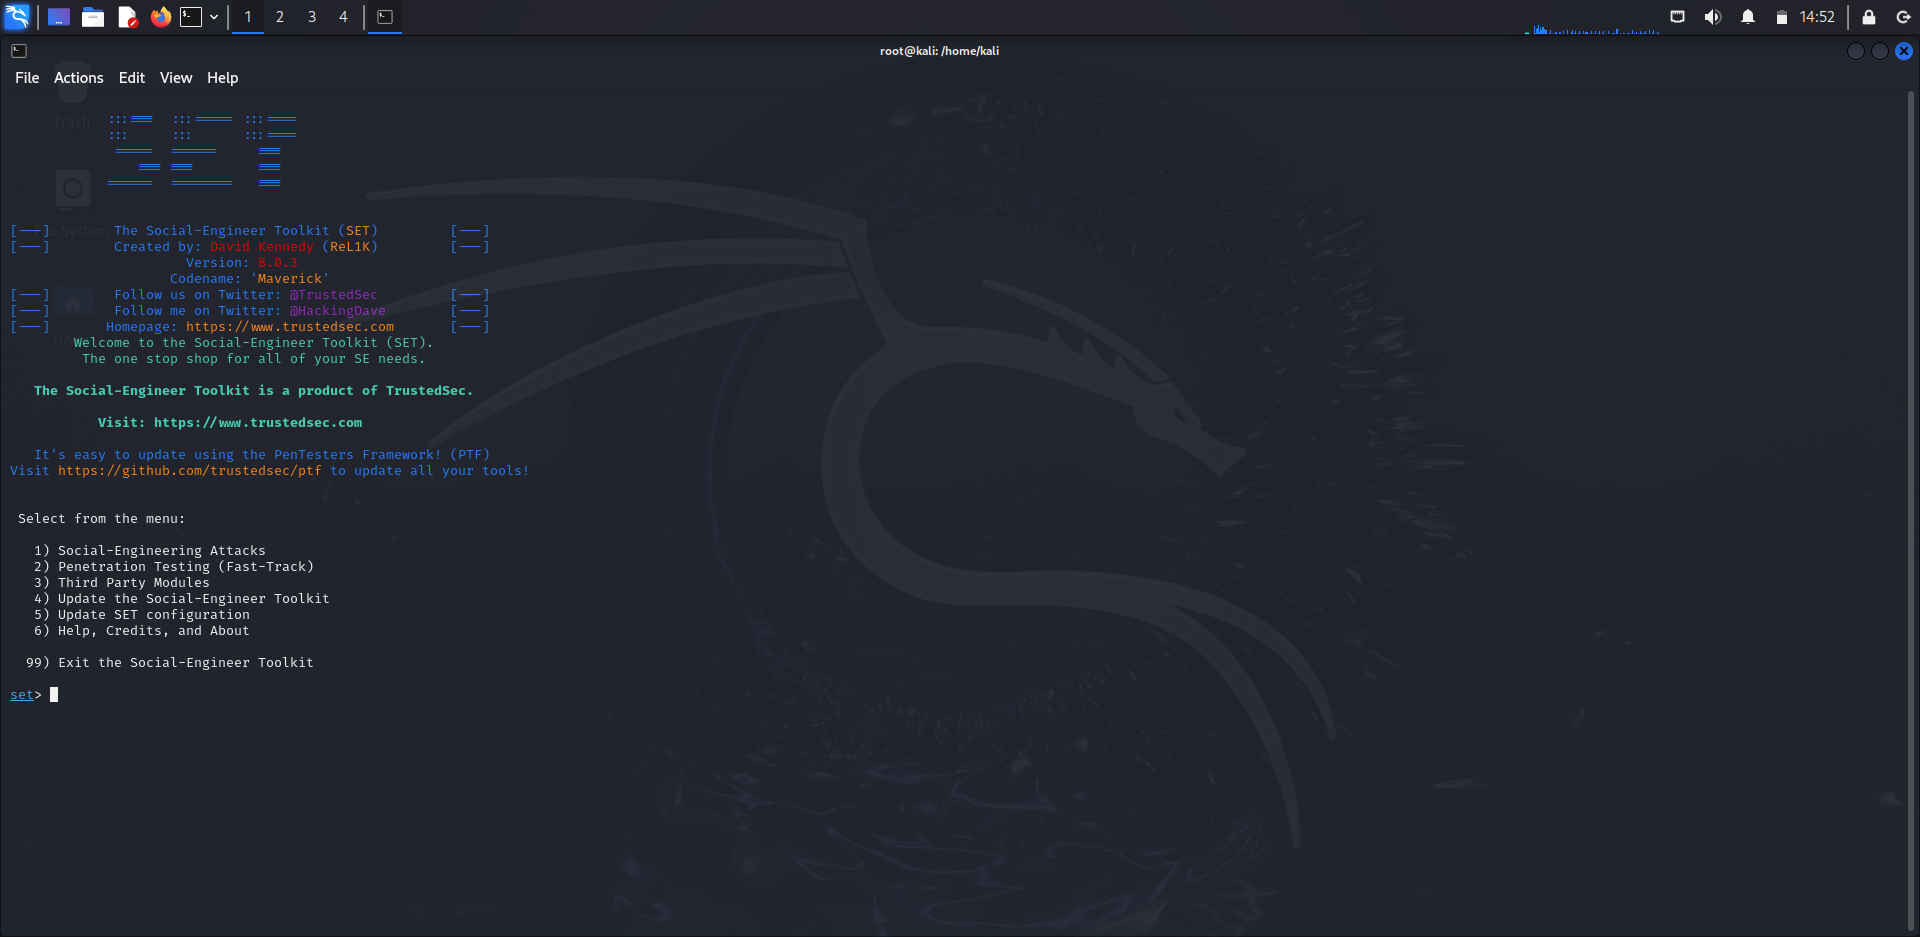 1 2 3 4 14:52
root@kali: /home/kali
File Actions Edit View Help
Trash
File System
[---] The Social-Engineer Toolkit (SET) [---]
[---] Created by: David Kennedy (ReL1K) [---]
Version: 8.0.3
Codename: 'Maverick'
[---] Follow us on Twitter: @TrustedSec [---]
[---] Follow me on Twitter: @HackingDave [---]
[---] Homepage: https://www.trustedsec.com [---]
Welcome to the Social-Engineer Toolkit (SET).
The one stop shop for all of your SE needs.
The Social-Engineer Toolkit is a product of TrustedSec.
Visit: https://www.trustedsec.com
It's easy to update using the PenTesters Framework! (PTF)
Visit https://github.com/trustedsec/ptf to update all your tools!
Select from the menu:
1) Social-Engineering Attacks
2) Penetration Testing (Fast-Track)
3) Third Party Modules
4) Update the Social-Engineer Toolkit
5) Update SET configuration
6) Help, Credits, and About
99) Exit the Social-Engineer Toolkit
set>